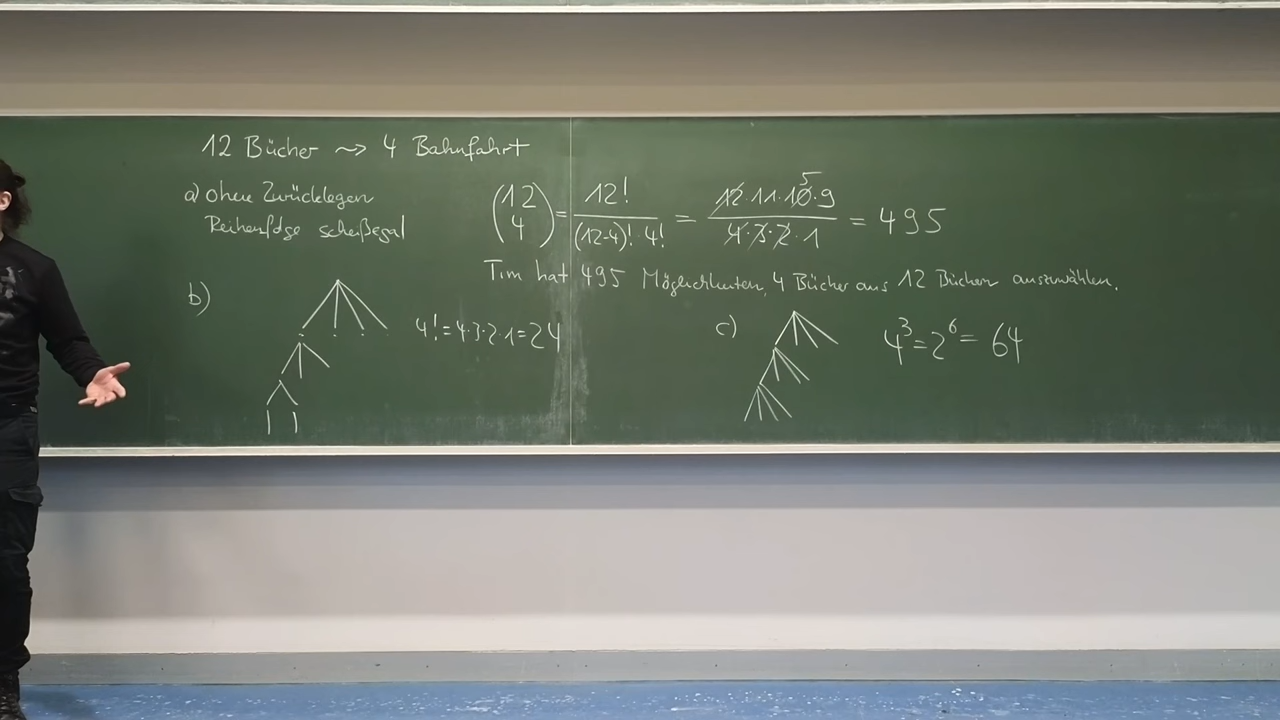 12 Bücher ⇝ 4 Bahnfahrt
a) Ohne Zurücklegen
Reihenfolge scheißegal
(12 4) = 12! / (12-4)! · 4! = 12·11·10·9 / 4·3·2·1 = 495
5
Tim hat 495 Möglichkeiten, 4 Bücher aus 12 Büchern auszuwählen.
b)
4! = 4·3·2·1 = 24
c)
4³ = 2⁶ = 64